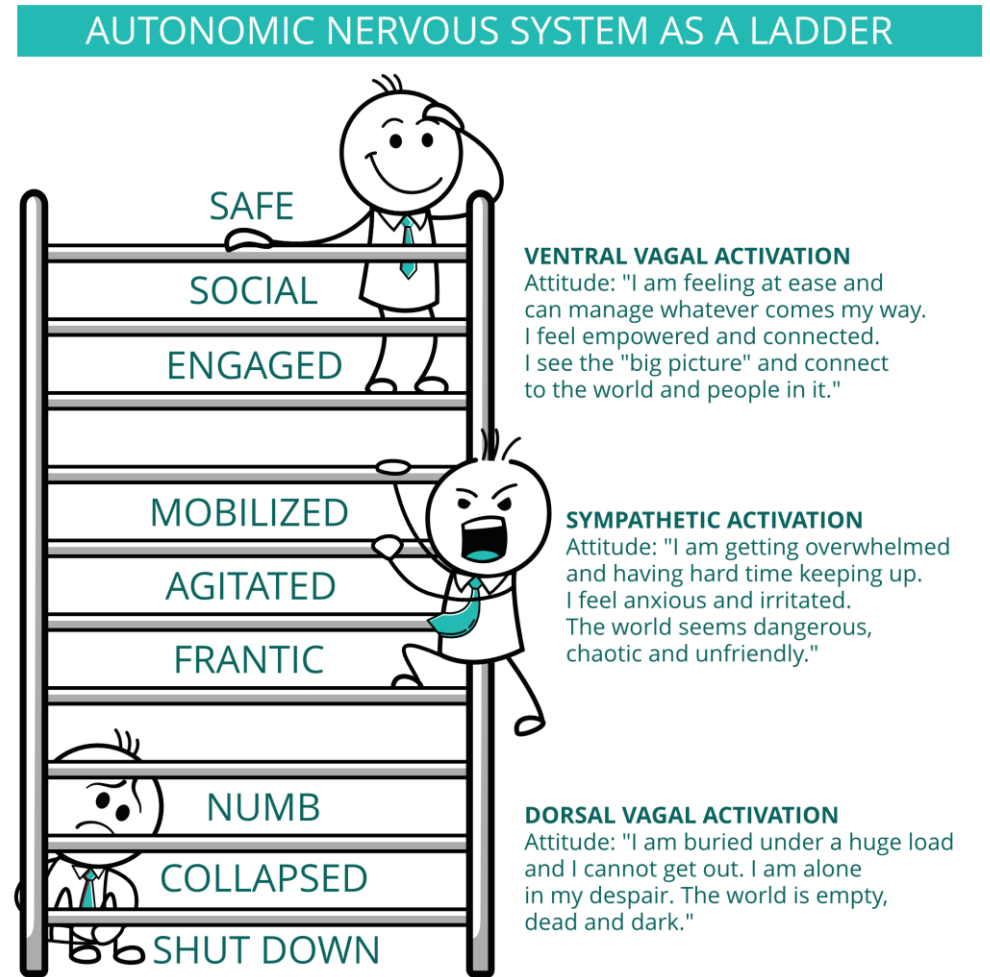 AUTONOMIC NERVOUS SYSTEM AS A LADDER
SAFE
SOCIAL
ENGAGED
VENTRAL VAGAL ACTIVATION
Attitude: "I am feeling at ease and
can manage whatever comes my way.
I feel empowered and connected.
I see the "big picture" and connect
to the world and people in it."
MOBILIZED
AGITATED
FRANTIC
SYMPATHETIC ACTIVATION
Attitude: "I am getting overwhelmed
and having hard time keeping up.
I feel anxious and irritated.
The world seems dangerous,
chaotic and unfriendly."
NUMB
COLLAPSED
SHUT DOWN
DORSAL VAGAL ACTIVATION
Attitude: "I am buried under a huge load
and I cannot get out. I am alone
in my despair. The world is empty,
dead and dark."